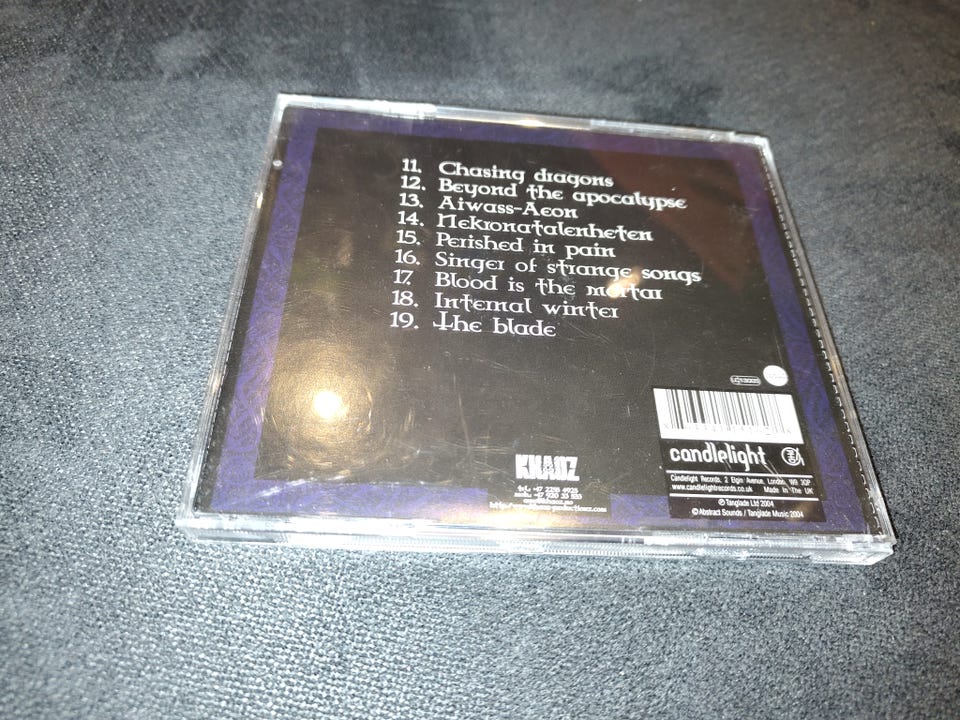 11. Chasing dragons
12. Beyond the apocalypse
13. Aiwass-Aeon
14. Nekronatalenheten
15. Perished in pain
16. Singer of strange songs
17. Blood is the mortar
18. Internal winter
19. The blade
candlelight
Candlelight Records, 2 Elgin Avenue, London, W9 3QP
www.candlelightrecords.co.uk Made In The UK
℗ Tanglade Ltd 2004
© Abstract Sounds / Tanglade Music 2004